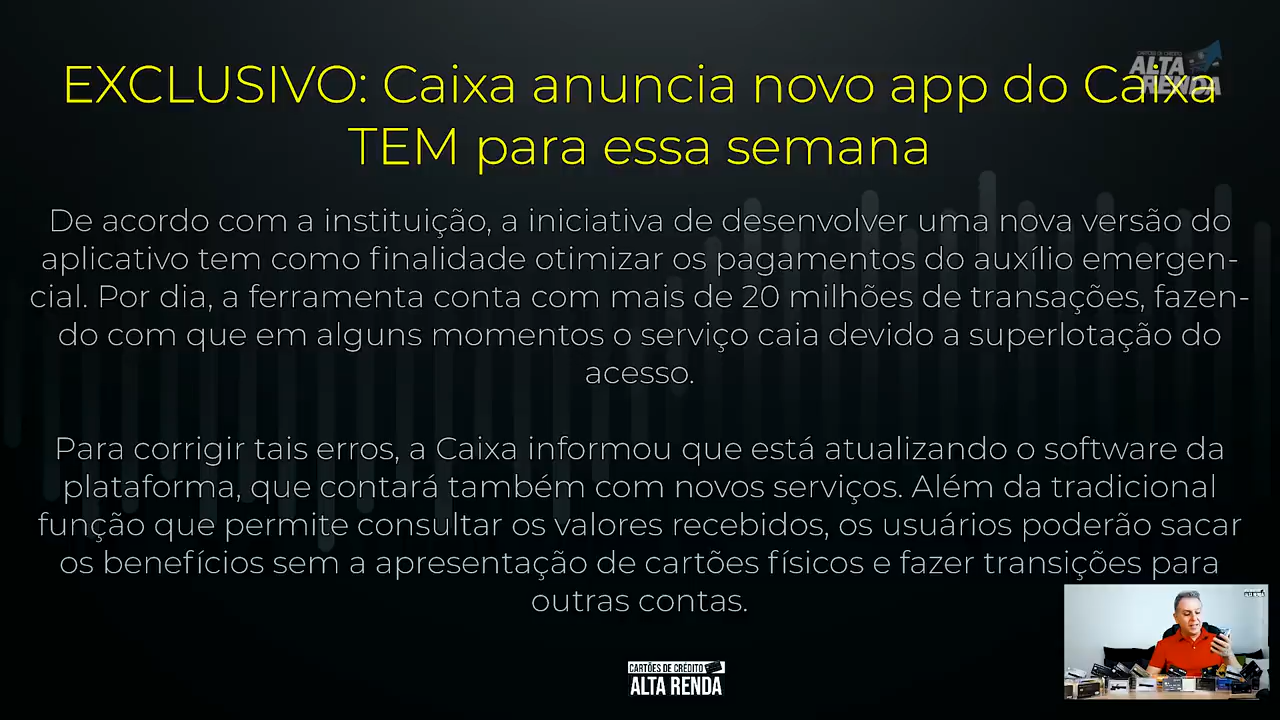 EXCLUSIVO: Caixa anuncia novo app do Caixa
TEM para essa semana
CARTÕES DE CRÉDITO
ALTA
RENDA
De acordo com a instituição, a iniciativa de desenvolver uma nova versão do
aplicativo tem como finalidade otimizar os pagamentos do auxílio emergen-
cial. Por dia, a ferramenta conta com mais de 20 milhões de transações, fazen-
do com que em alguns momentos o serviço caia devido a superlotação do
acesso.
Para corrigir tais erros, a Caixa informou que está atualizando o software da
plataforma, que contará também com novos serviços. Além da tradicional
função que permite consultar os valores recebidos, os usuários poderão sacar
os benefícios sem a apresentação de cartões físicos e fazer transições para
outras contas.
CARTÕES DE CRÉDITO
ALTA RENDA